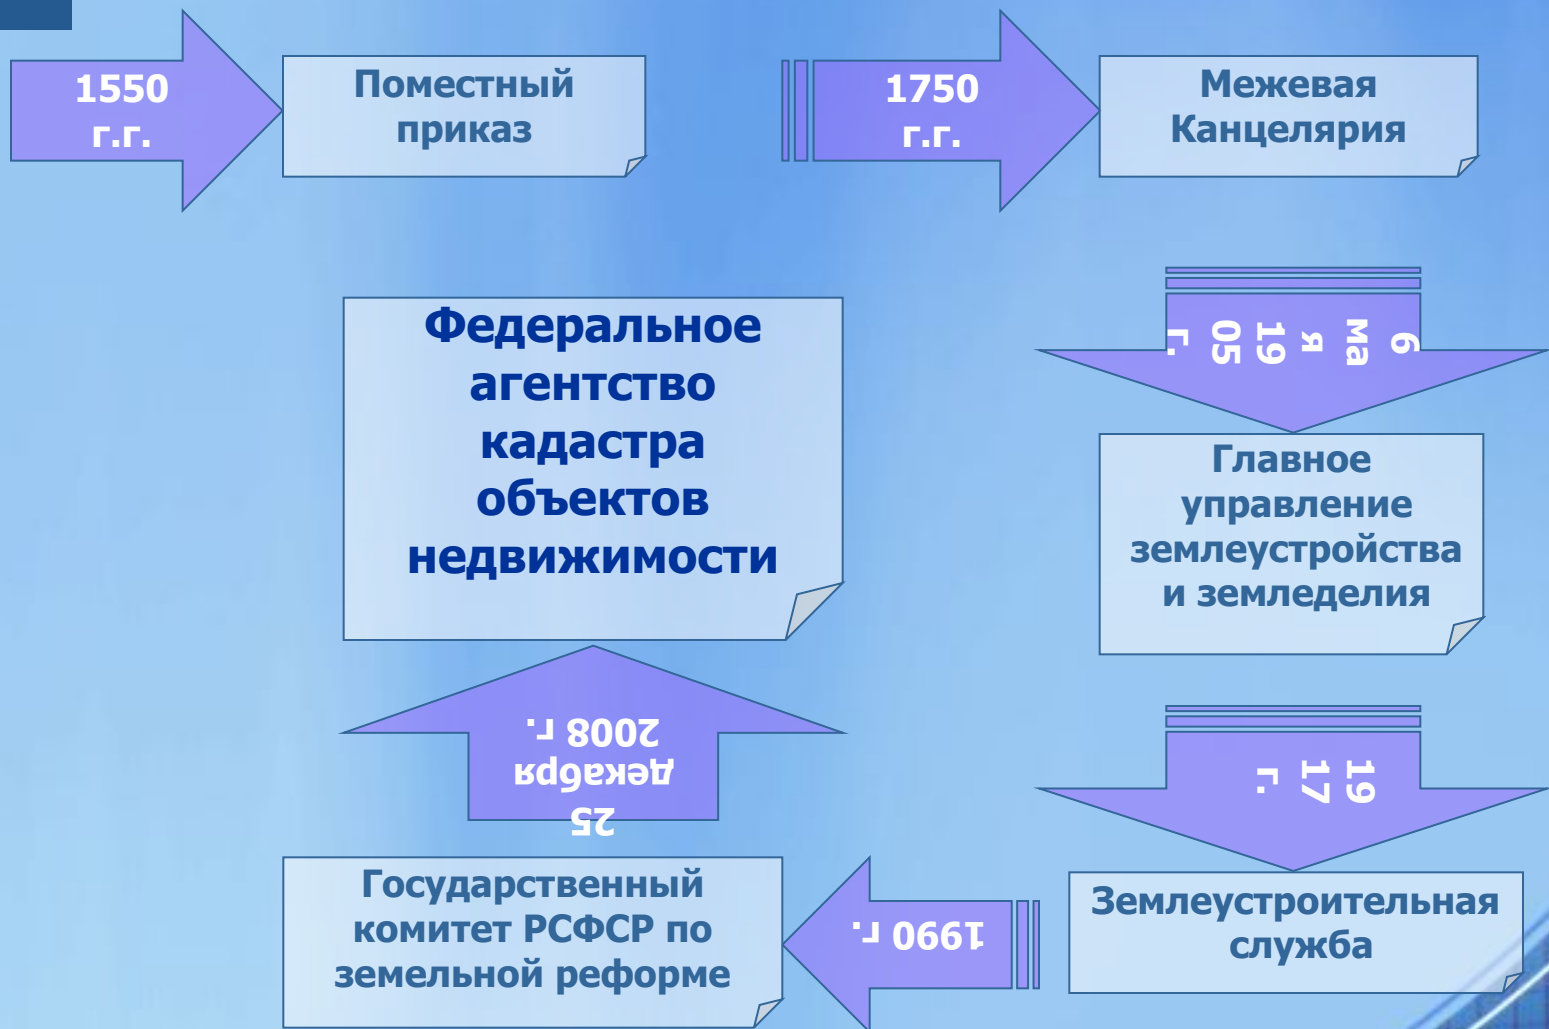 1550
г.г.
Поместный
приказ
1750
г.г.
Межевая
Канцелярия
6
ма
я
19
05
г.
Главное
управление
землеустройства
и земледелия
19
17
г.
Землеустроительная
служба
1990 г.
Государственный
комитет РСФСР по
земельной реформе
25
декабря
2008 г.
Федеральное
агентство
кадастра
объектов
недвижимости